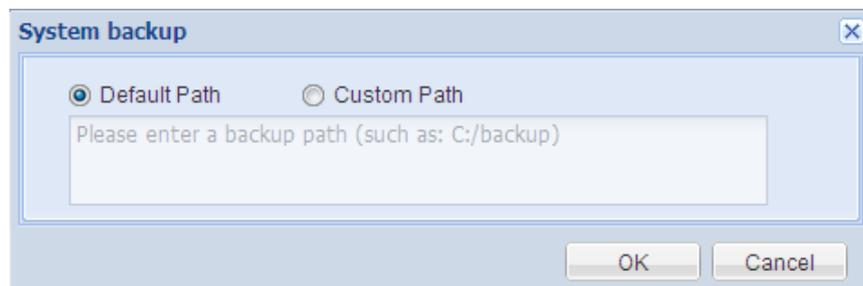 System backup
Default Path Custom Path
Please enter a backup path (such as: C:/backup)
OK Cancel